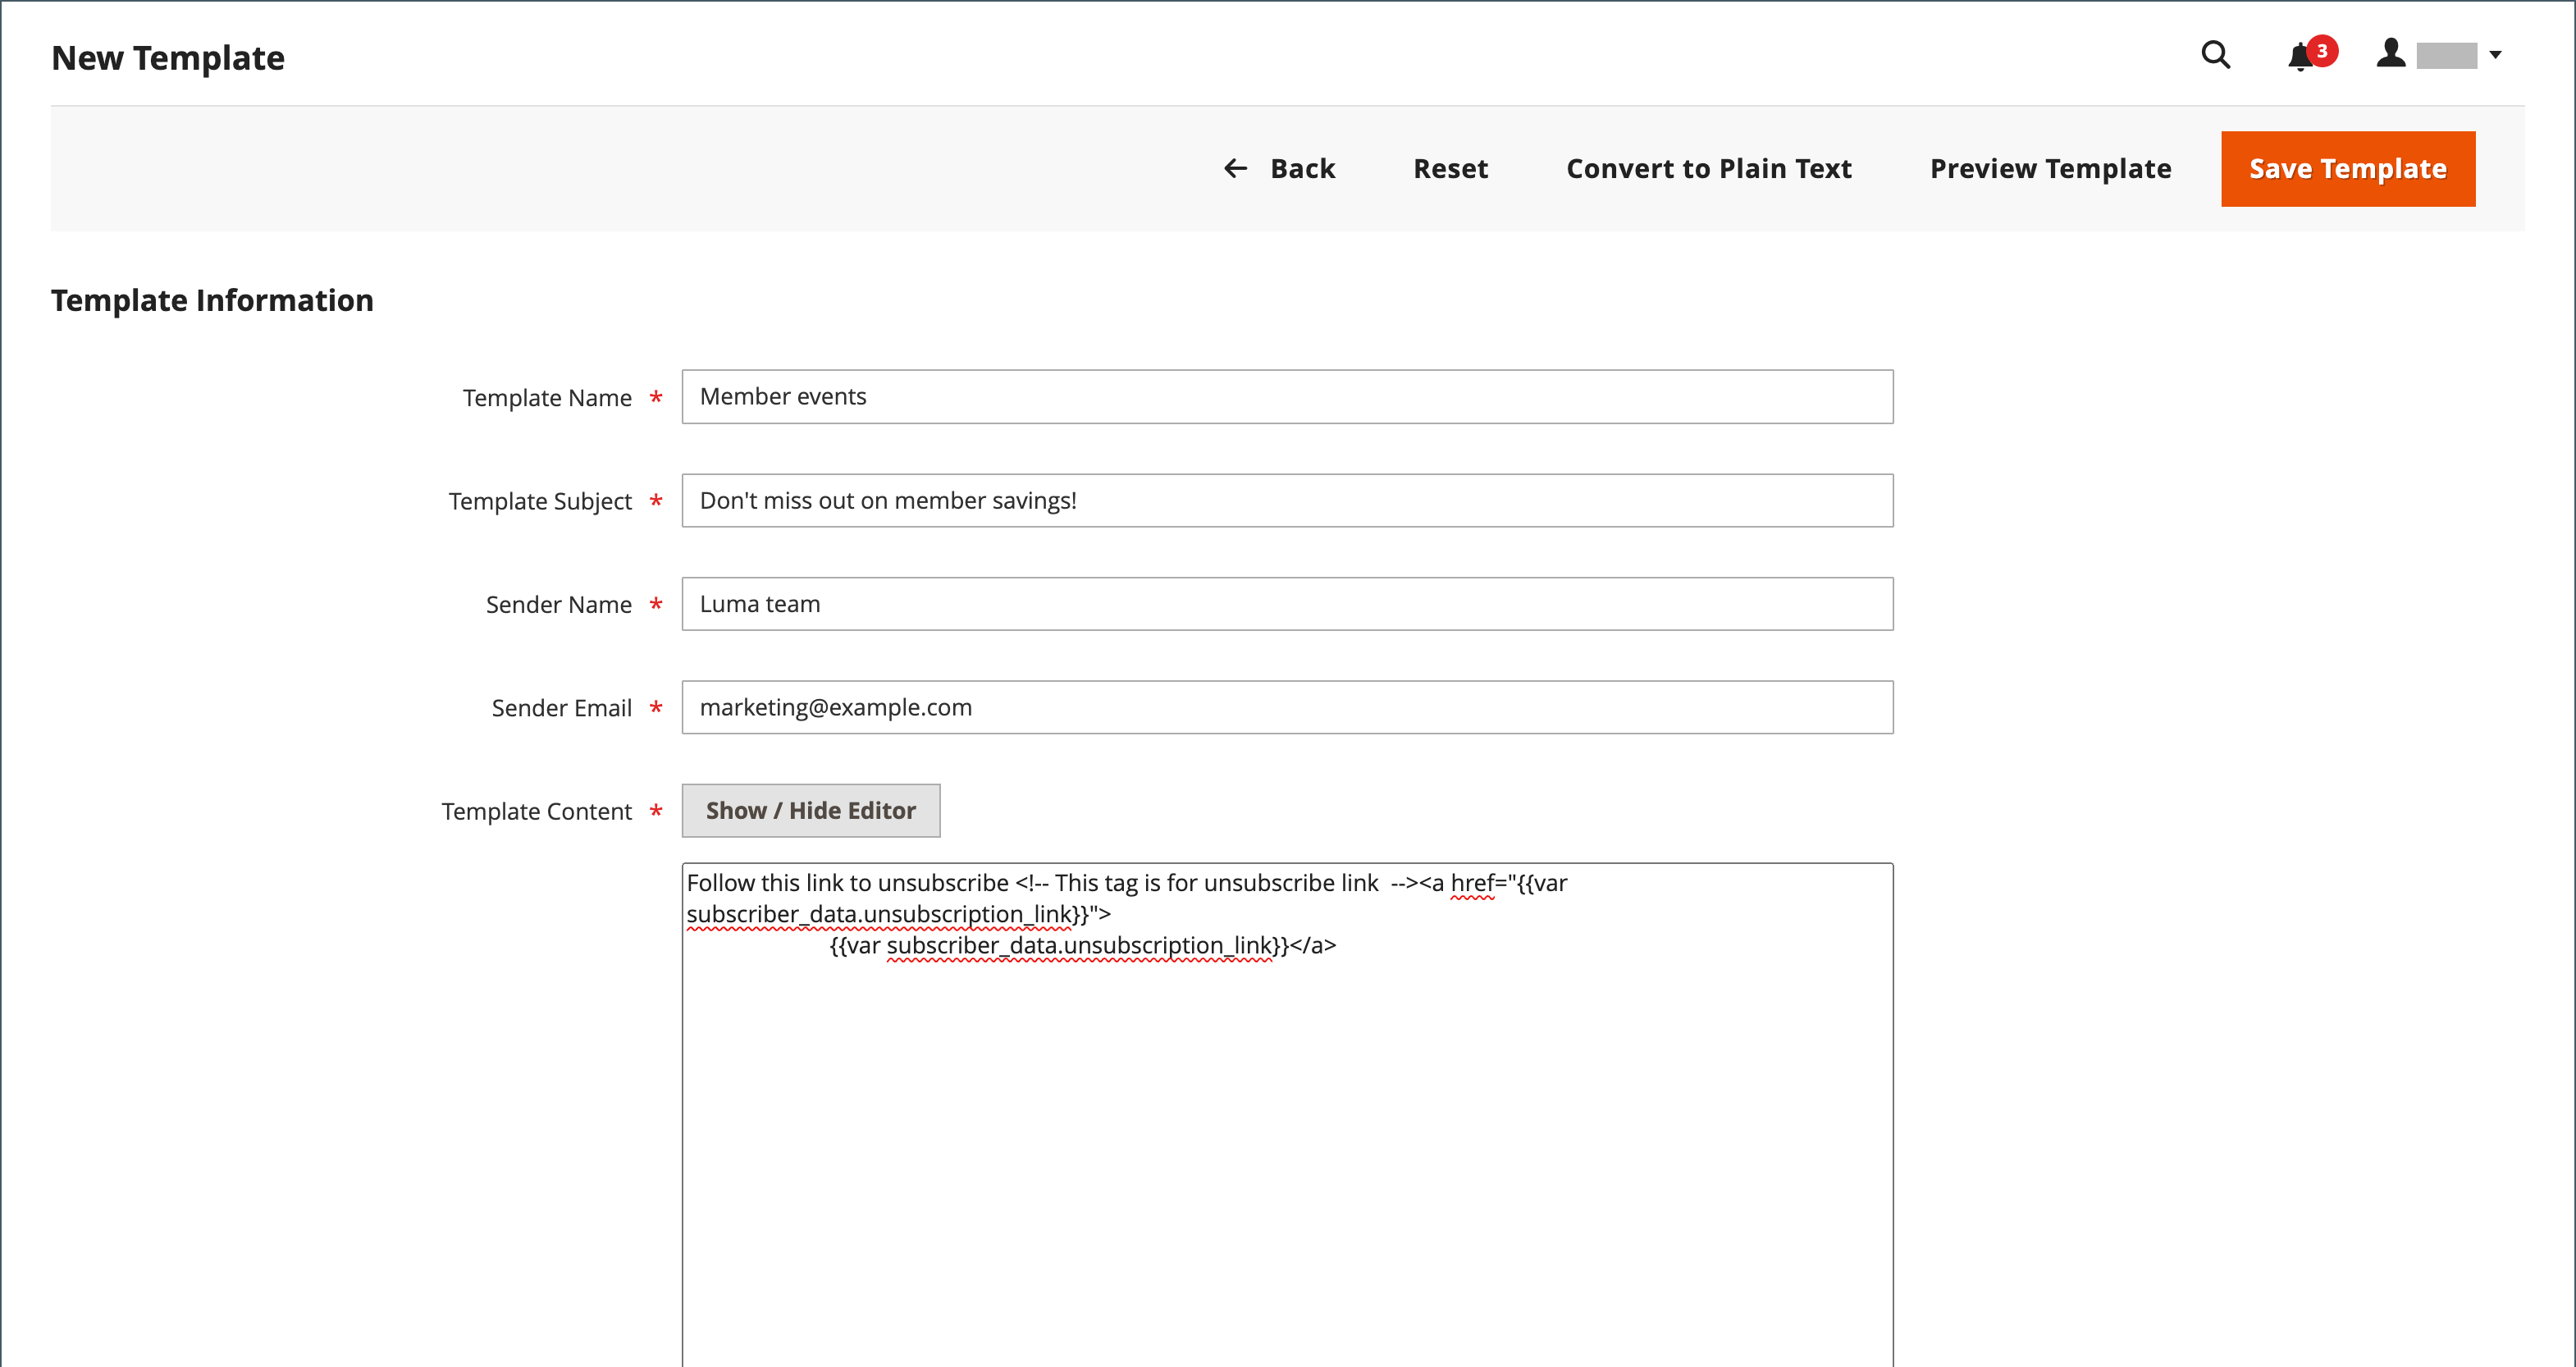 New Template
3
Back Reset Convert to Plain Text Preview Template Save Template
Template Information
Template Name * Member events
Template Subject * Don't miss out on member savings!
Sender Name * Luma team
Sender Email * marketing@example.com
Template Content * Show / Hide Editor
Follow this link to unsubscribe <!-- This tag is for unsubscribe link  --><a href="{{var
subscriber_data.unsubscription_link}}">
{{var subscriber_data.unsubscription_link}}</a>